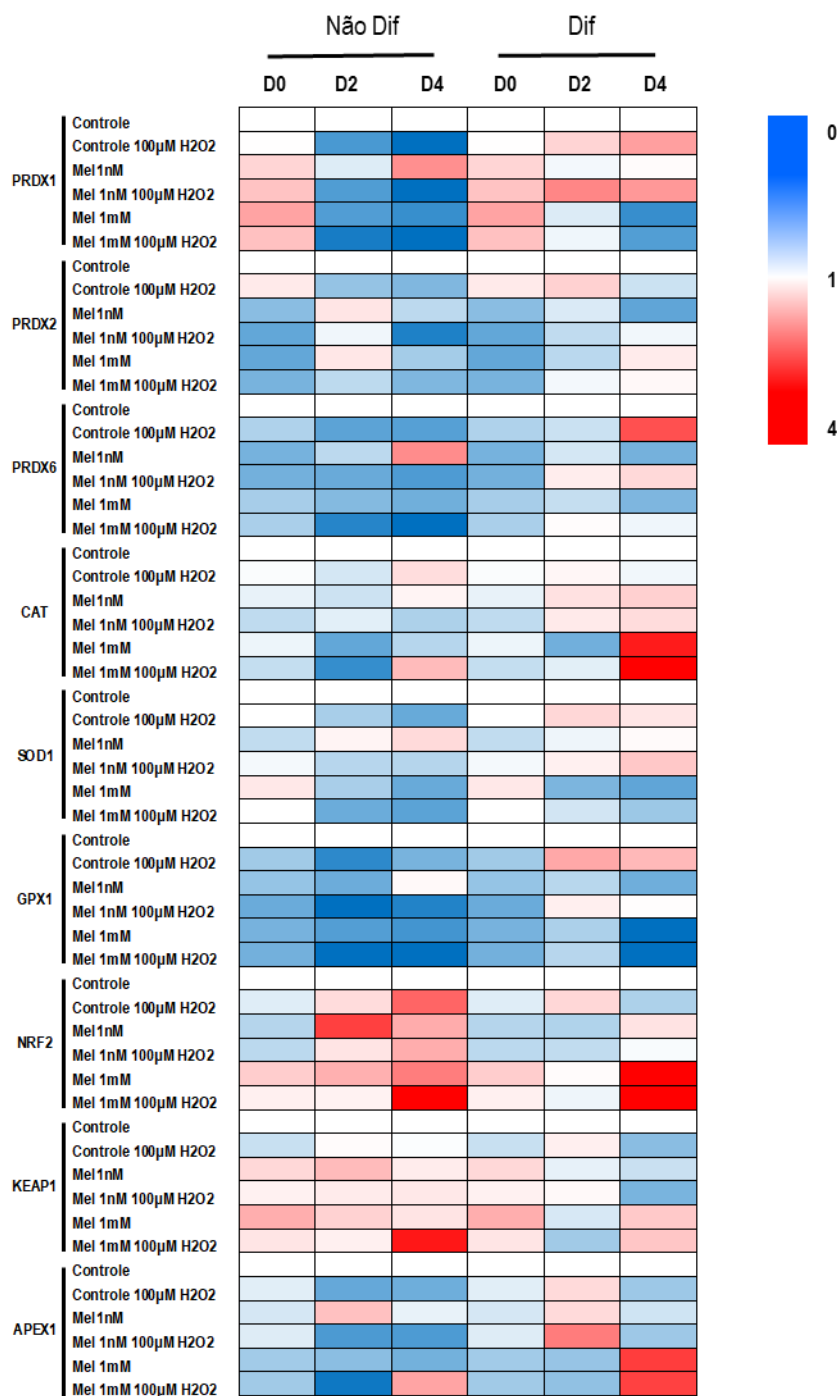 Não Dif Dif
D0 D2 D4 D0 D2 D4
PRDX1
Controle
Controle 100µM H2O2
Mel1nM
Mel 1nM 100µM H2O2
Mel 1mM
Mel 1mM 100µM H2O2
PRDX2
Controle
Controle 100µM H2O2
Mel1nM
Mel 1nM 100µM H2O2
Mel 1mM
Mel 1mM 100µM H2O2
PRDX6
Controle
Controle 100µM H2O2
Mel1nM
Mel 1nM 100µM H2O2
Mel 1mM
Mel 1mM 100µM H2O2
CAT
Controle
Controle 100µM H2O2
Mel1nM
Mel 1nM 100µM H2O2
Mel 1mM
Mel 1mM 100µM H2O2
SOD1
Controle
Controle 100µM H2O2
Mel1nM
Mel 1nM 100µM H2O2
Mel 1mM
Mel 1mM 100µM H2O2
GPX1
Controle
Controle 100µM H2O2
Mel1nM
Mel 1nM 100µM H2O2
Mel 1mM
Mel 1mM 100µM H2O2
NRF2
Controle
Controle 100µM H2O2
Mel1nM
Mel 1nM 100µM H2O2
Mel 1mM
Mel 1mM 100µM H2O2
KEAP1
Controle
Controle 100µM H2O2
Mel1nM
Mel 1nM 100µM H2O2
Mel 1mM
Mel 1mM 100µM H2O2
APEX1
Controle
Controle 100µM H2O2
Mel1nM
Mel 1nM 100µM H2O2
Mel 1mM
Mel 1mM 100µM H2O2
0
1
4